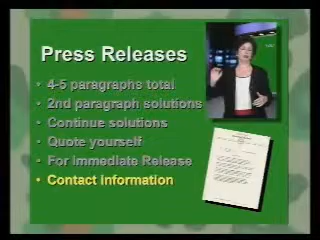 Press Releases
• 4-5 paragraphs total
• 2nd paragraph solutions
• Continue solutions
• Quote yourself
• For Immediate Release
• Contact information